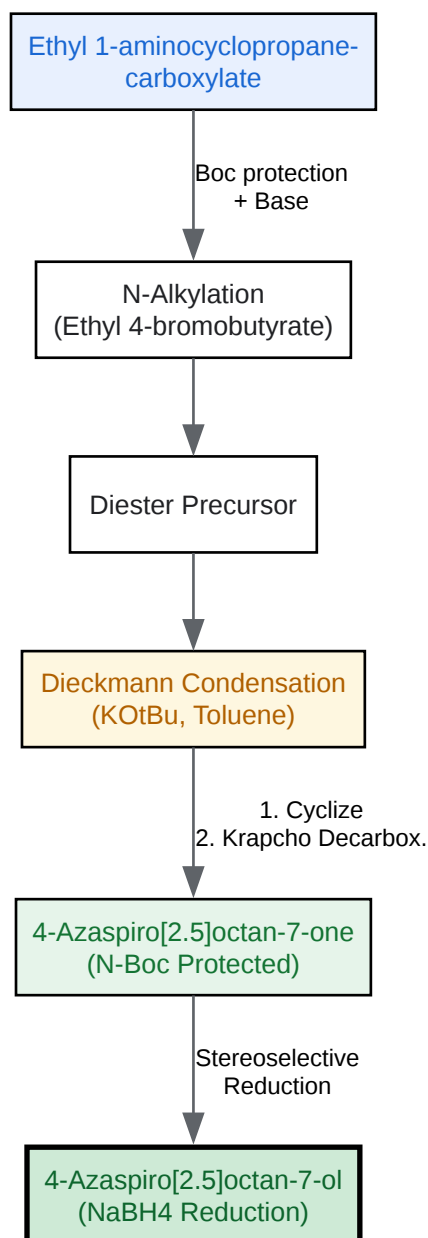 Ethyl 1-aminocyclopropane-
carboxylate
Boc protection
+ Base
N-Alkylation
(Ethyl 4-bromobutyrate)
Diester Precursor
Dieckmann Condensation
(KOtBu, Toluene)
1. Cyclize
2. Krapcho Decarbox.
4-Azaspiro[2.5]octan-7-one
(N-Boc Protected)
Stereoselective
Reduction
4-Azaspiro[2.5]octan-7-ol
(NaBH4 Reduction)